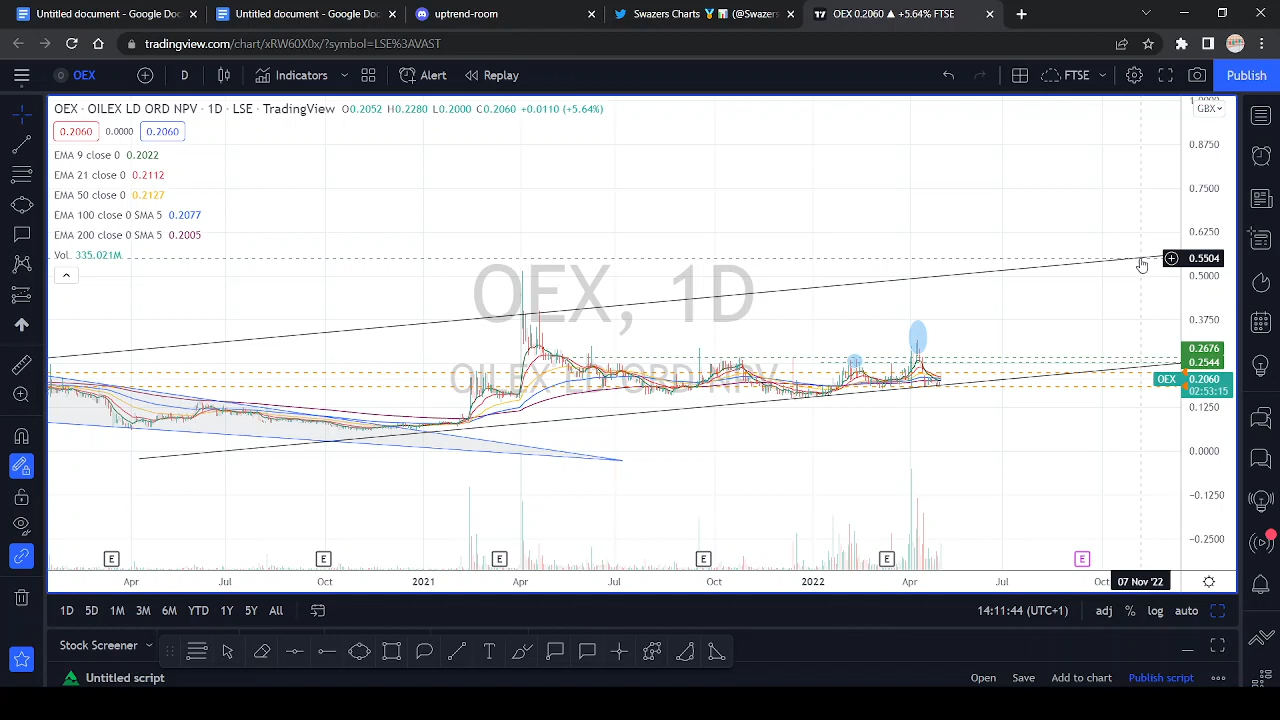 Untitled document - Google Doc
Untitled document - Google Doc
uptrend-room
Swazers Charts 🏅 📊 (@Swazers
OEX 0.2060 ▲ +5.64% FTSE
tradingview.com/chart/xRW60X0x/?symbol=LSE%3AVAST
OEX
D
Indicators
Alert
Replay
FTSE
Publish
OEX · OILEX LD ORD NPV · 1D · LSE · TradingView O0.2052 H0.2280 L0.2000 C0.2060 +0.0110 (+5.64%)
GBX
0.2060 0.0000 0.2060
EMA 9 close 0 0.2022
EMA 21 close 0 0.2112
EMA 50 close 0 0.2127
EMA 100 close 0 SMA 5 0.2077
EMA 200 close 0 SMA 5 0.2005
Vol 335.021M
OEX, 1D
OILEX LD ORD NPV
1.0000
0.8750
0.7500
0.6250
0.5504
0.5000
0.3750
0.2676
0.2544
OEX 0.2060
02:53:15
0.1250
0.0000
−0.1250
−0.2500
E E E E E E
Apr Jul Oct 2021 Apr Jul Oct 2022 Apr Jul Oct 07 Nov '22
1D 5D 1M 3M 6M YTD 1Y 5Y All
14:11:44 (UTC+1) adj % log auto
Stock Screener
Untitled script
Open Save Add to chart Publish script